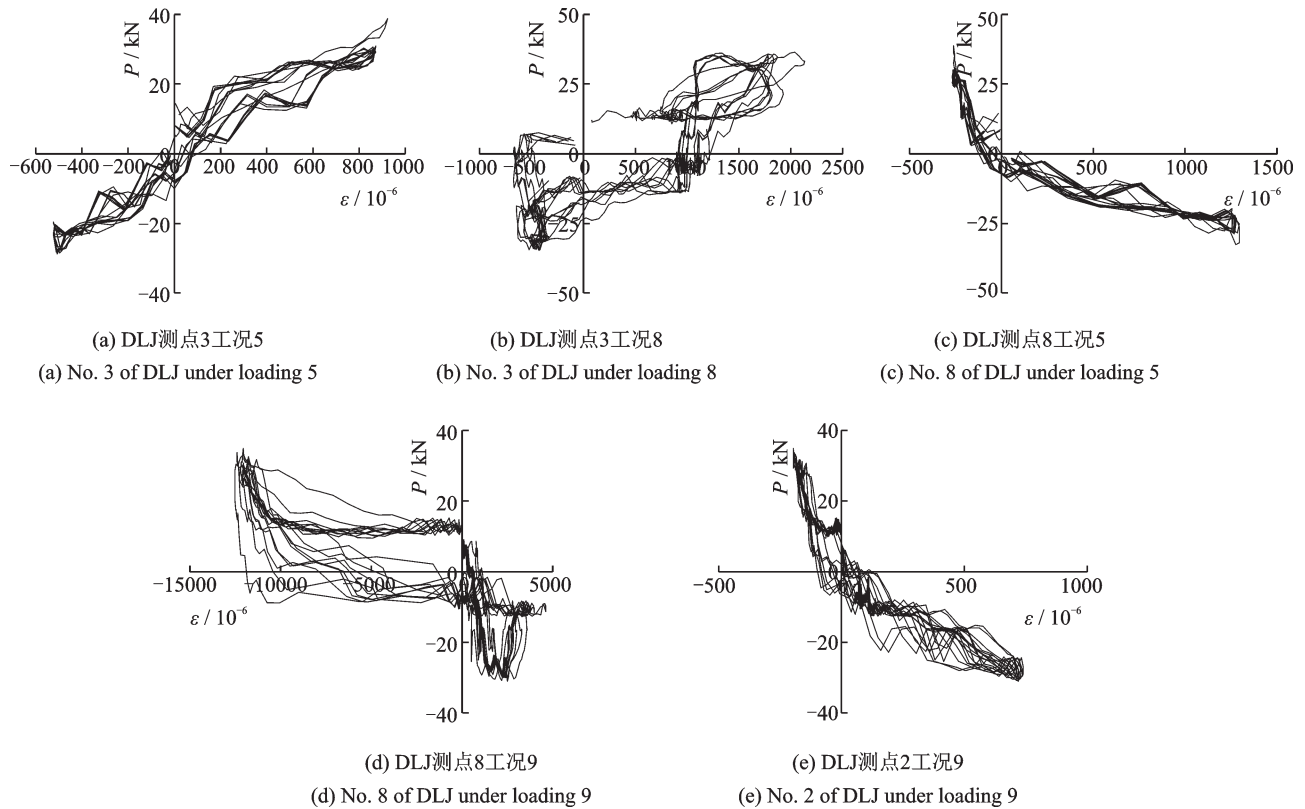 40
20
0
−20
−40
P / kN
−600
−400
−200
200
400
600
800
1000
ε / 10⁻⁶
50
25
0
−25
−50
P / kN
−1000
−500
500
1000
1500
2000
2500
ε / 10⁻⁶
50
25
0
−25
−50
P / kN
−500
500
1000
1500
ε / 10⁻⁶
(a) DLJ测点3工况5
(b) DLJ测点3工况8
(c) DLJ测点8工况5
(a) No. 3 of DLJ under loading 5
(b) No. 3 of DLJ under loading 8
(c) No. 8 of DLJ under loading 5
40
20
0
−20
−40
P / kN
−15000
−10000
−5000
5000
ε / 10⁻⁶
40
20
0
−20
−40
P / kN
−500
500
1000
ε / 10⁻⁶
(d) DLJ测点8工况9
(e) DLJ测点2工况9
(d) No. 8 of DLJ under loading 9
(e) No. 2 of DLJ under loading 9